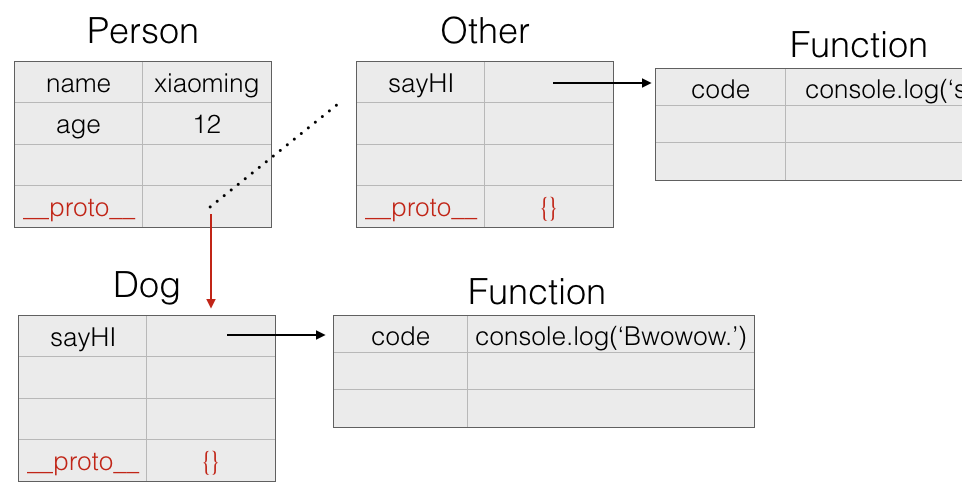 Person
name xiaoming
age 12
__proto__
Other
sayHI
__proto__ {}
Function
code console.log(‘s
Dog
sayHI
__proto__ {}
Function
code console.log(‘Bwowow.’)